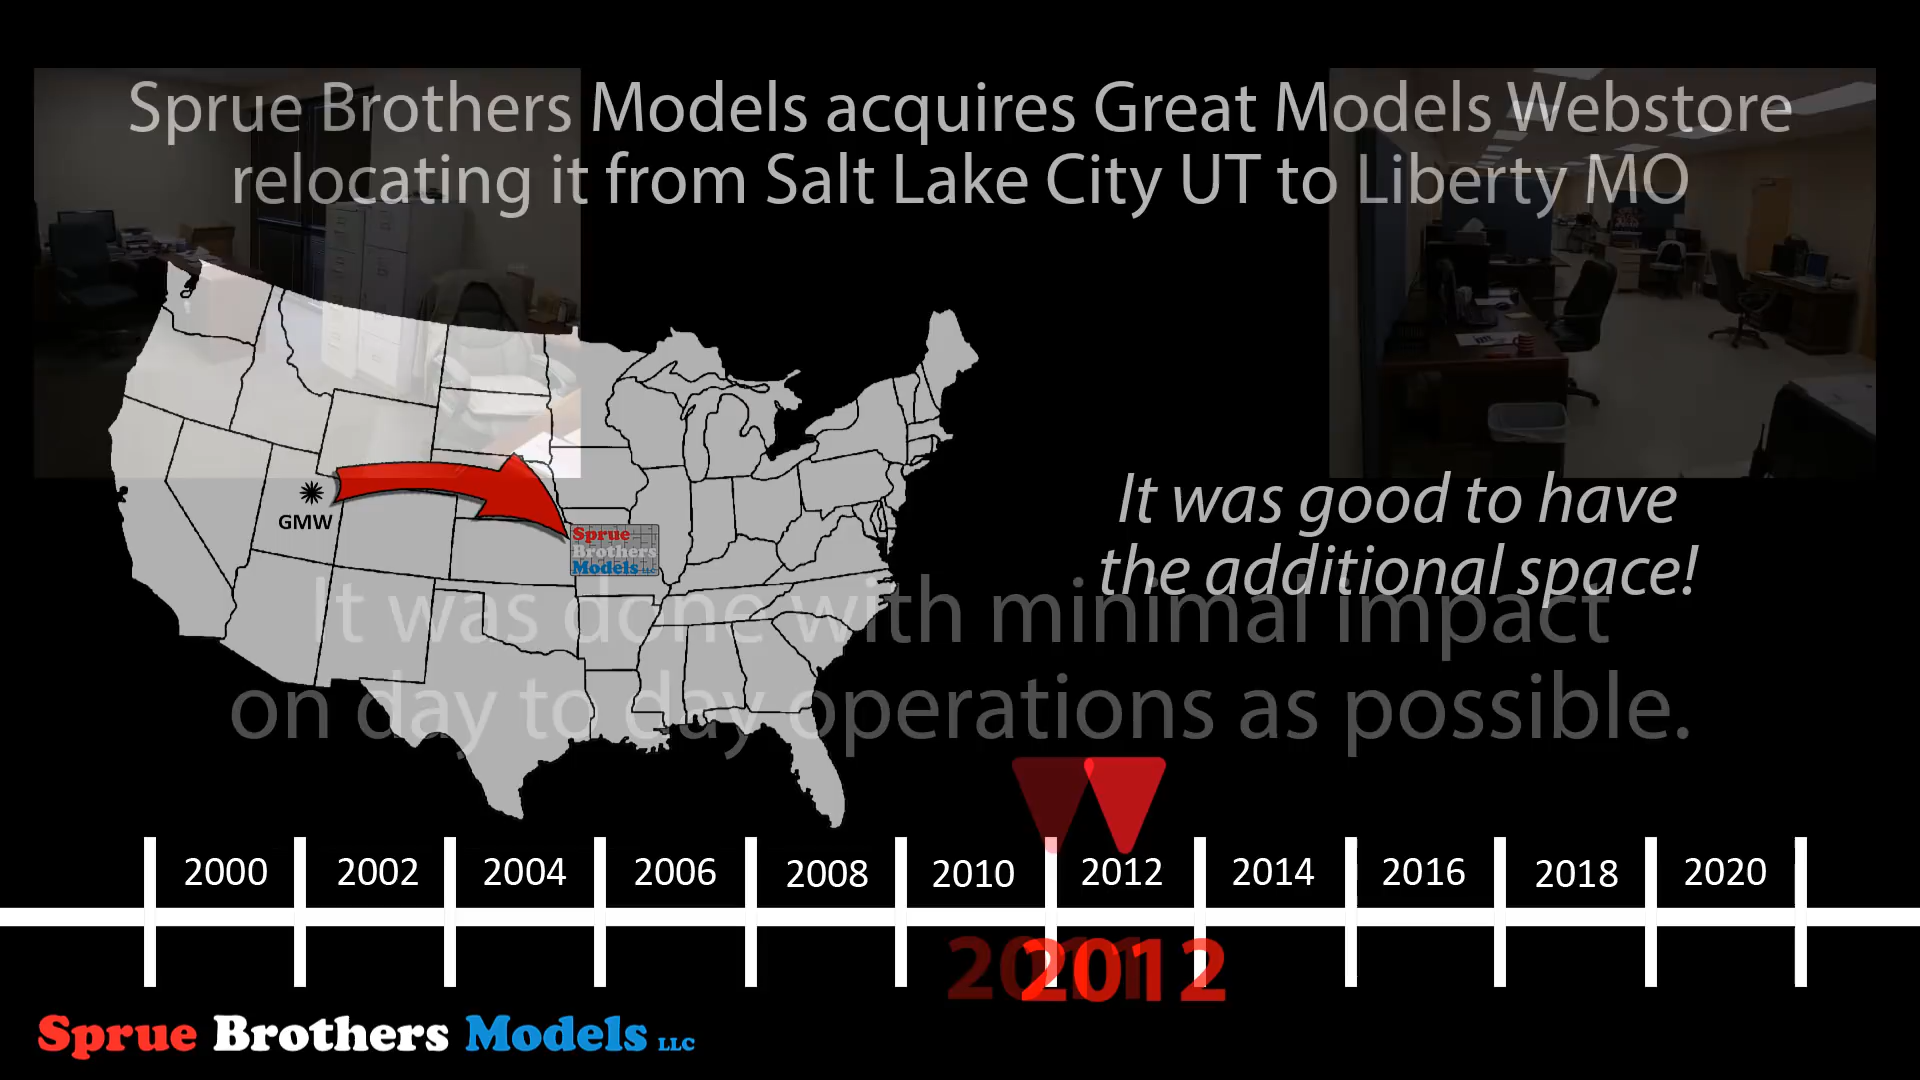 Sprue Brothers Models acquires Great Models Webstore
relocating it from Salt Lake City UT to Liberty MO
It was good to have
the additional space!
GMW
Sprue
Brothers
Models LLC
It was done with minimal impact
on day to day operations as possible.
2000 2002 2004 2006 2008 2010 2012 2014 2016 2018 2020
2011
2012
Sprue Brothers Models LLC